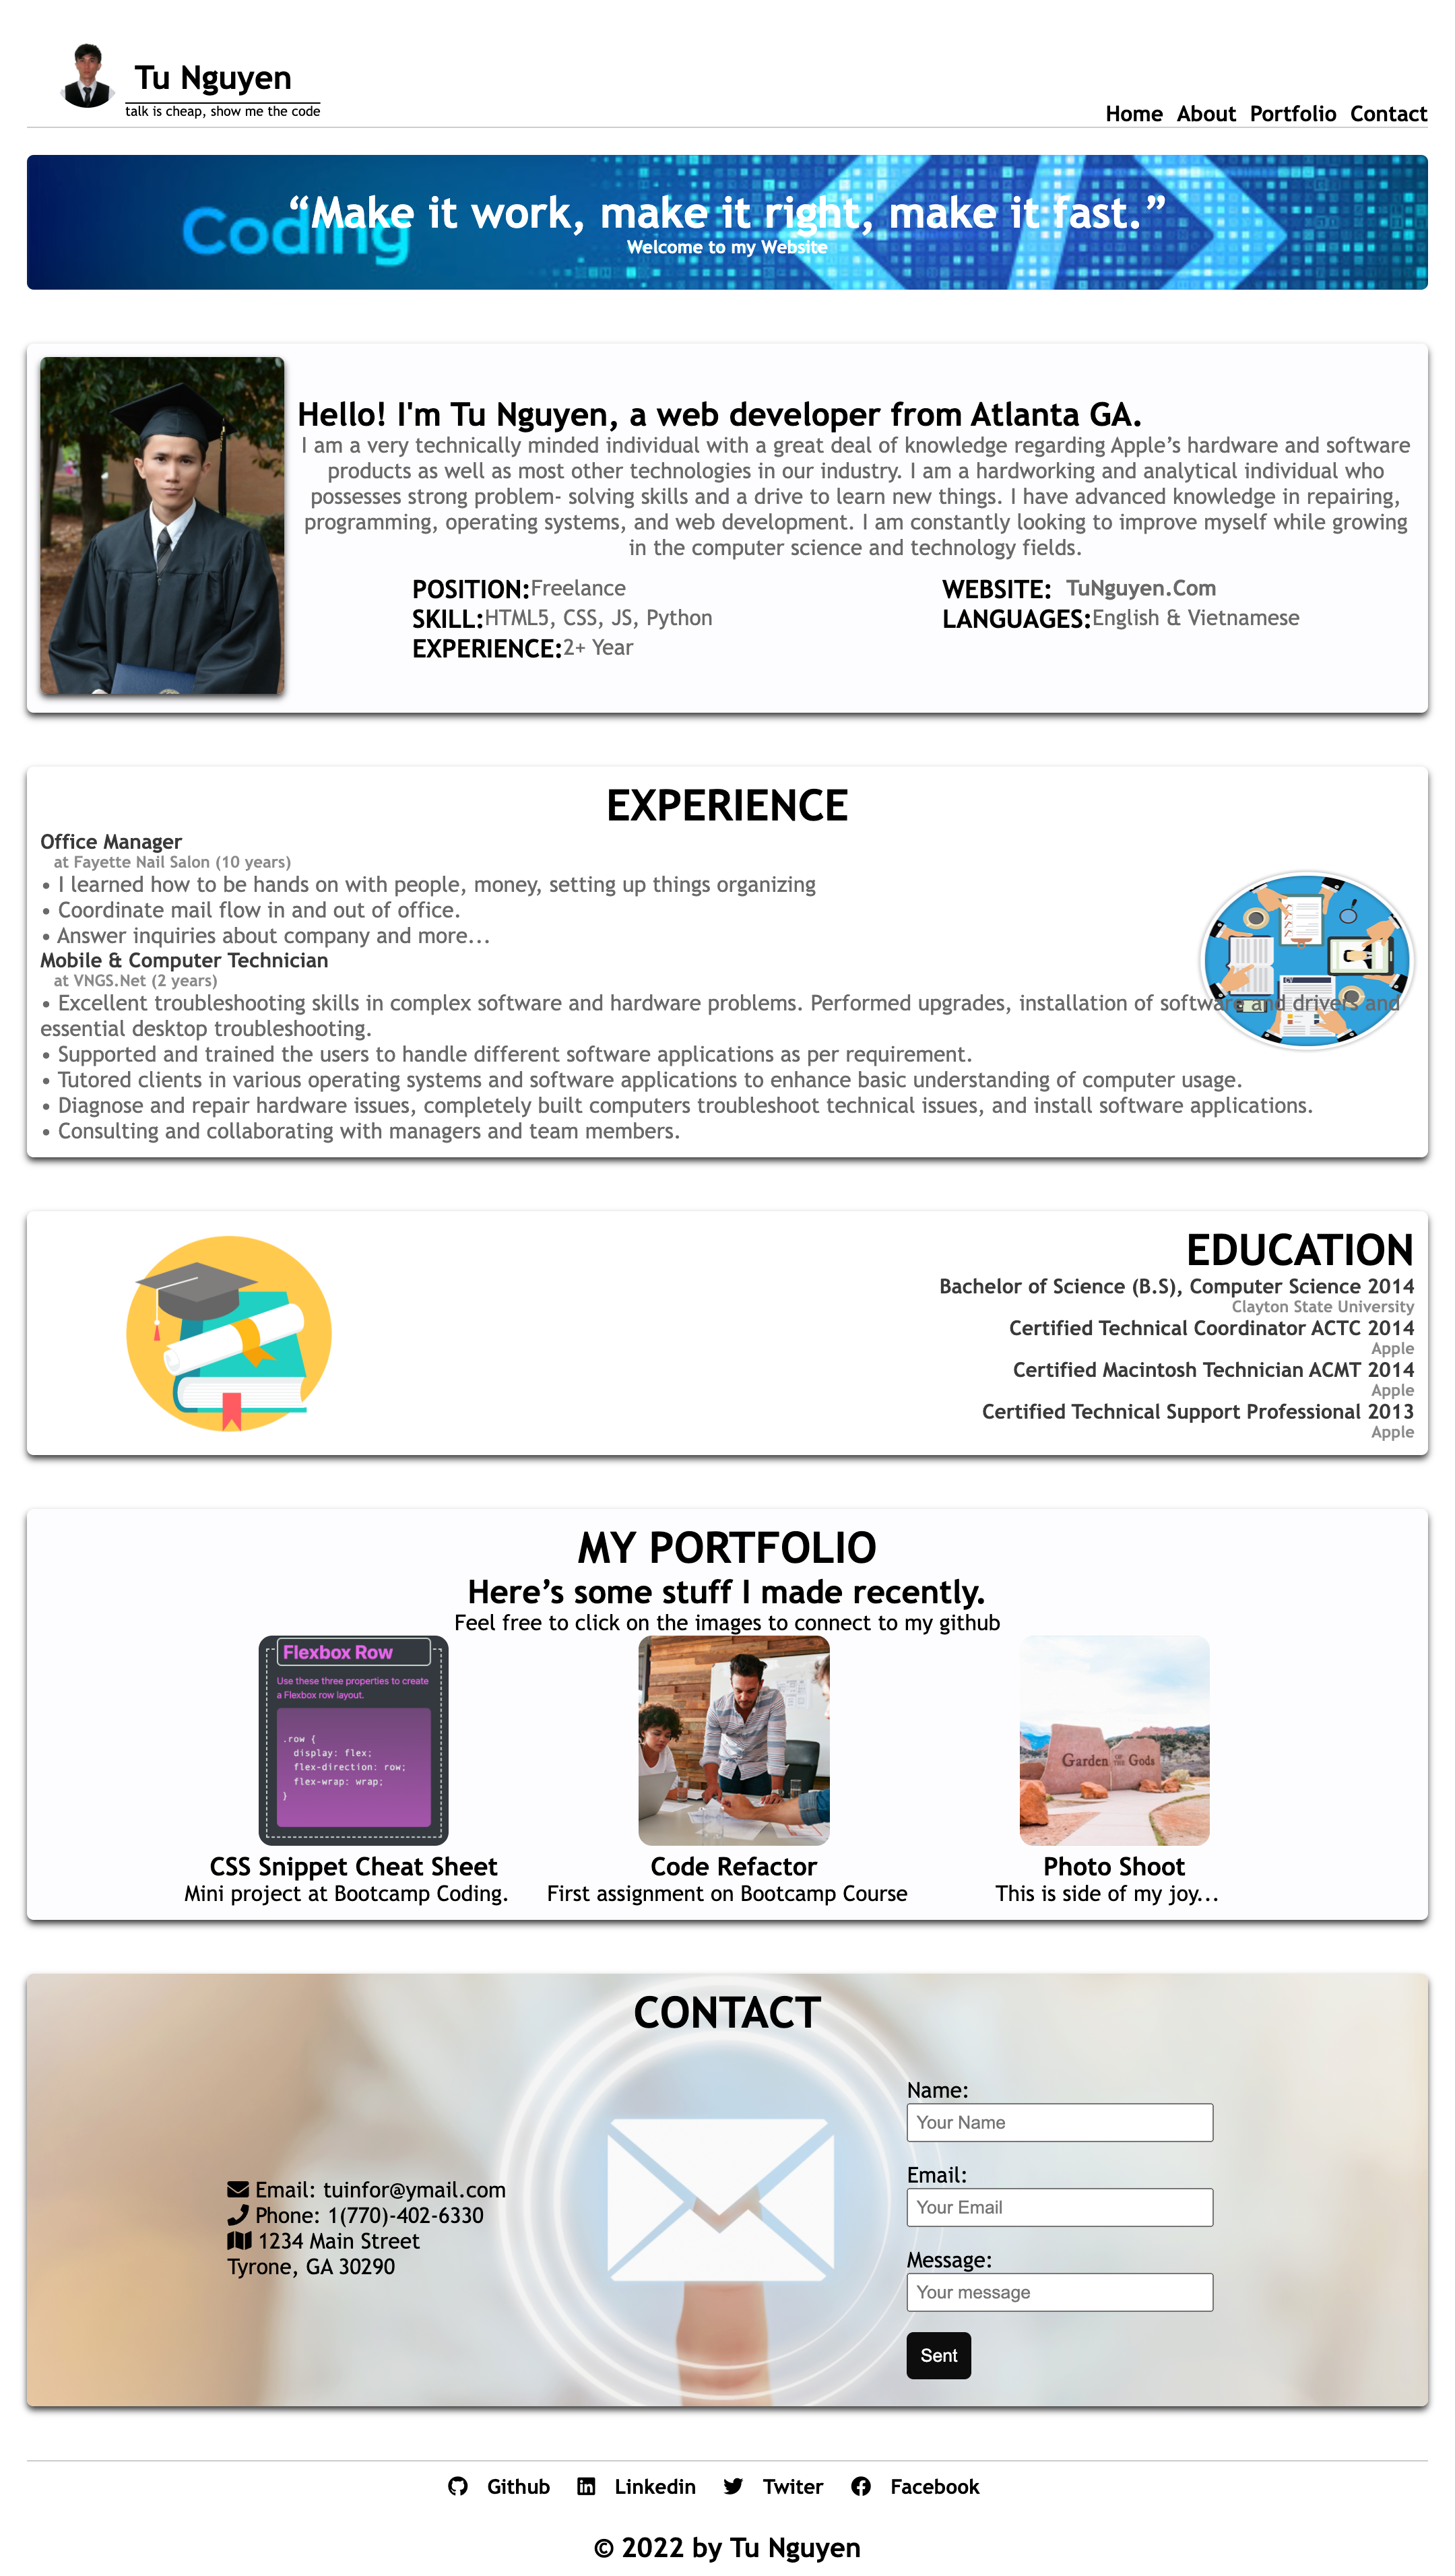 Tu Nguyen
talk is cheap, show me the code
Home About Portfolio Contact
Coding
“Make it work, make it right, make it fast.”
Welcome to my Website
Hello! I'm Tu Nguyen, a web developer from Atlanta GA.
I am a very technically minded individual with a great deal of knowledge regarding Apple’s hardware and software
products as well as most other technologies in our industry. I am a hardworking and analytical individual who
possesses strong problem- solving skills and a drive to learn new things. I have advanced knowledge in repairing,
programming, operating systems, and web development. I am constantly looking to improve myself while growing
in the computer science and technology fields.
POSITION:Freelance
SKILL:HTML5, CSS, JS, Python
EXPERIENCE:2+ Year
WEBSITE: TuNguyen.Com
LANGUAGES:English & Vietnamese
EXPERIENCE
Office Manager
at Fayette Nail Salon (10 years)
• I learned how to be hands on with people, money, setting up things organizing
• Coordinate mail flow in and out of office.
• Answer inquiries about company and more...
Mobile & Computer Technician
at VNGS.Net (2 years)
• Excellent troubleshooting skills in complex software and hardware problems. Performed upgrades, installation of software and drivers and
essential desktop troubleshooting.
• Supported and trained the users to handle different software applications as per requirement.
• Tutored clients in various operating systems and software applications to enhance basic understanding of computer usage.
• Diagnose and repair hardware issues, completely built computers troubleshoot technical issues, and install software applications.
• Consulting and collaborating with managers and team members.
EDUCATION
Bachelor of Science (B.S), Computer Science 2014
Clayton State University
Certified Technical Coordinator ACTC 2014
Apple
Certified Macintosh Technician ACMT 2014
Apple
Certified Technical Support Professional 2013
Apple
MY PORTFOLIO
Here’s some stuff I made recently.
Feel free to click on the images to connect to my github
Flexbox Row
Use these three properties to create
a Flexbox row layout.
.row {
display: flex;
flex-direction: row;
flex-wrap: wrap;
}
CSS Snippet Cheat Sheet
Mini project at Bootcamp Coding.
Code Refactor
First assignment on Bootcamp Course
Garden OF THE Gods
Photo Shoot
This is side of my joy...
CONTACT
Email: tuinfor@ymail.com
Phone: 1(770)-402-6330
1234 Main Street
Tyrone, GA 30290
Name:
Your Name
Email:
Your Email
Message:
Your message
Sent
Github Linkedin Twiter Facebook
© 2022 by Tu Nguyen